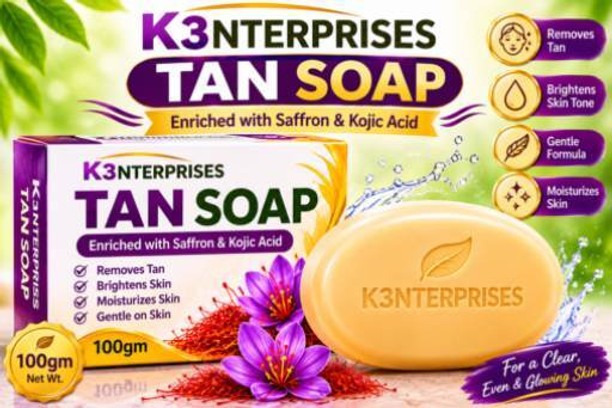 K3NTERPRISES
TAN SOAP
Enriched with Saffron & Kojic Acid
Removes
Tan
Brightens
Skin Tone
Gentle
Formula
Moisturizes
Skin
K3NTERPRISS
TAN SOAP
K3NTERPRISES
TAN SOAP
Enriched with Saffron & Kojic Acid
Removes Tan
Brightens Skin
Moisturizes Skin
Gentle on Skin
100gm
100gm
Net Wt.
K3NTERPRISES
For a Clear,
Even & Glowing Skin